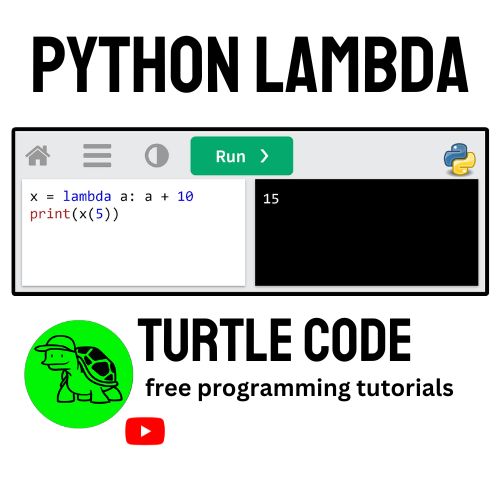 PYTHON LAMBDA
Run
x = lambda a: a + 10
print(x(5))
15
TURTLE CODE
free programming tutorials